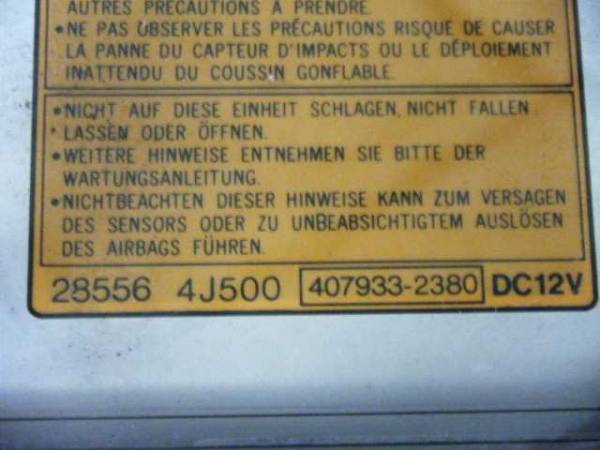 AUTRES PRÉCAUTIONS A PRENDRE.
•NE PAS OBSERVER LES PRÉCAUTIONS RISQUE DE CAUSER
LA PANNE DU CAPTEUR D'IMPACTS OU LE DÉPLOIEMENT
INATTENDU DU COUSSIN GONFLABLE.
•NICHT AUF DIESE EINHEIT SCHLAGEN, NICHT FALLEN
LASSEN ODER ÖFFNEN.
•WEITERE HINWEISE ENTNEHMEN SIE BITTE DER
WARTUNGSANLEITUNG.
•NICHTBEACHTEN DIESER HINWEISE KANN ZUM VERSAGEN
DES SENSORS ODER ZU UNBEABSICHTIGTEM AUSLÖSEN
DES AIRBAGS FÜHREN.
28556 4J500 407933-2380 DC12V